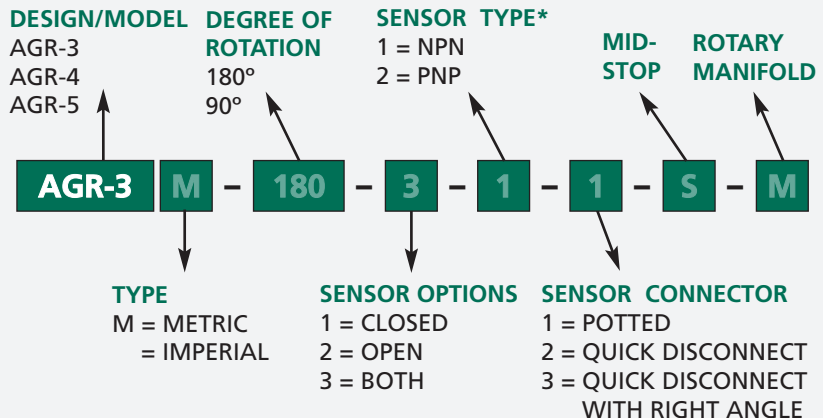 DESIGN/MODEL
AGR-3
AGR-4
AGR-5
DEGREE OF
ROTATION
180º
90º
SENSOR TYPE*
1 = NPN
2 = PNP
MID-
STOP
ROTARY
MANIFOLD
AGR-3 M - 180 - 3 - 1 - 1 - S - M
TYPE
M = METRIC
= IMPERIAL
SENSOR OPTIONS
1 = CLOSED
2 = OPEN
3 = BOTH
SENSOR CONNECTOR
1 = POTTED
2 = QUICK DISCONNECT
3 = QUICK DISCONNECT
WITH RIGHT ANGLE